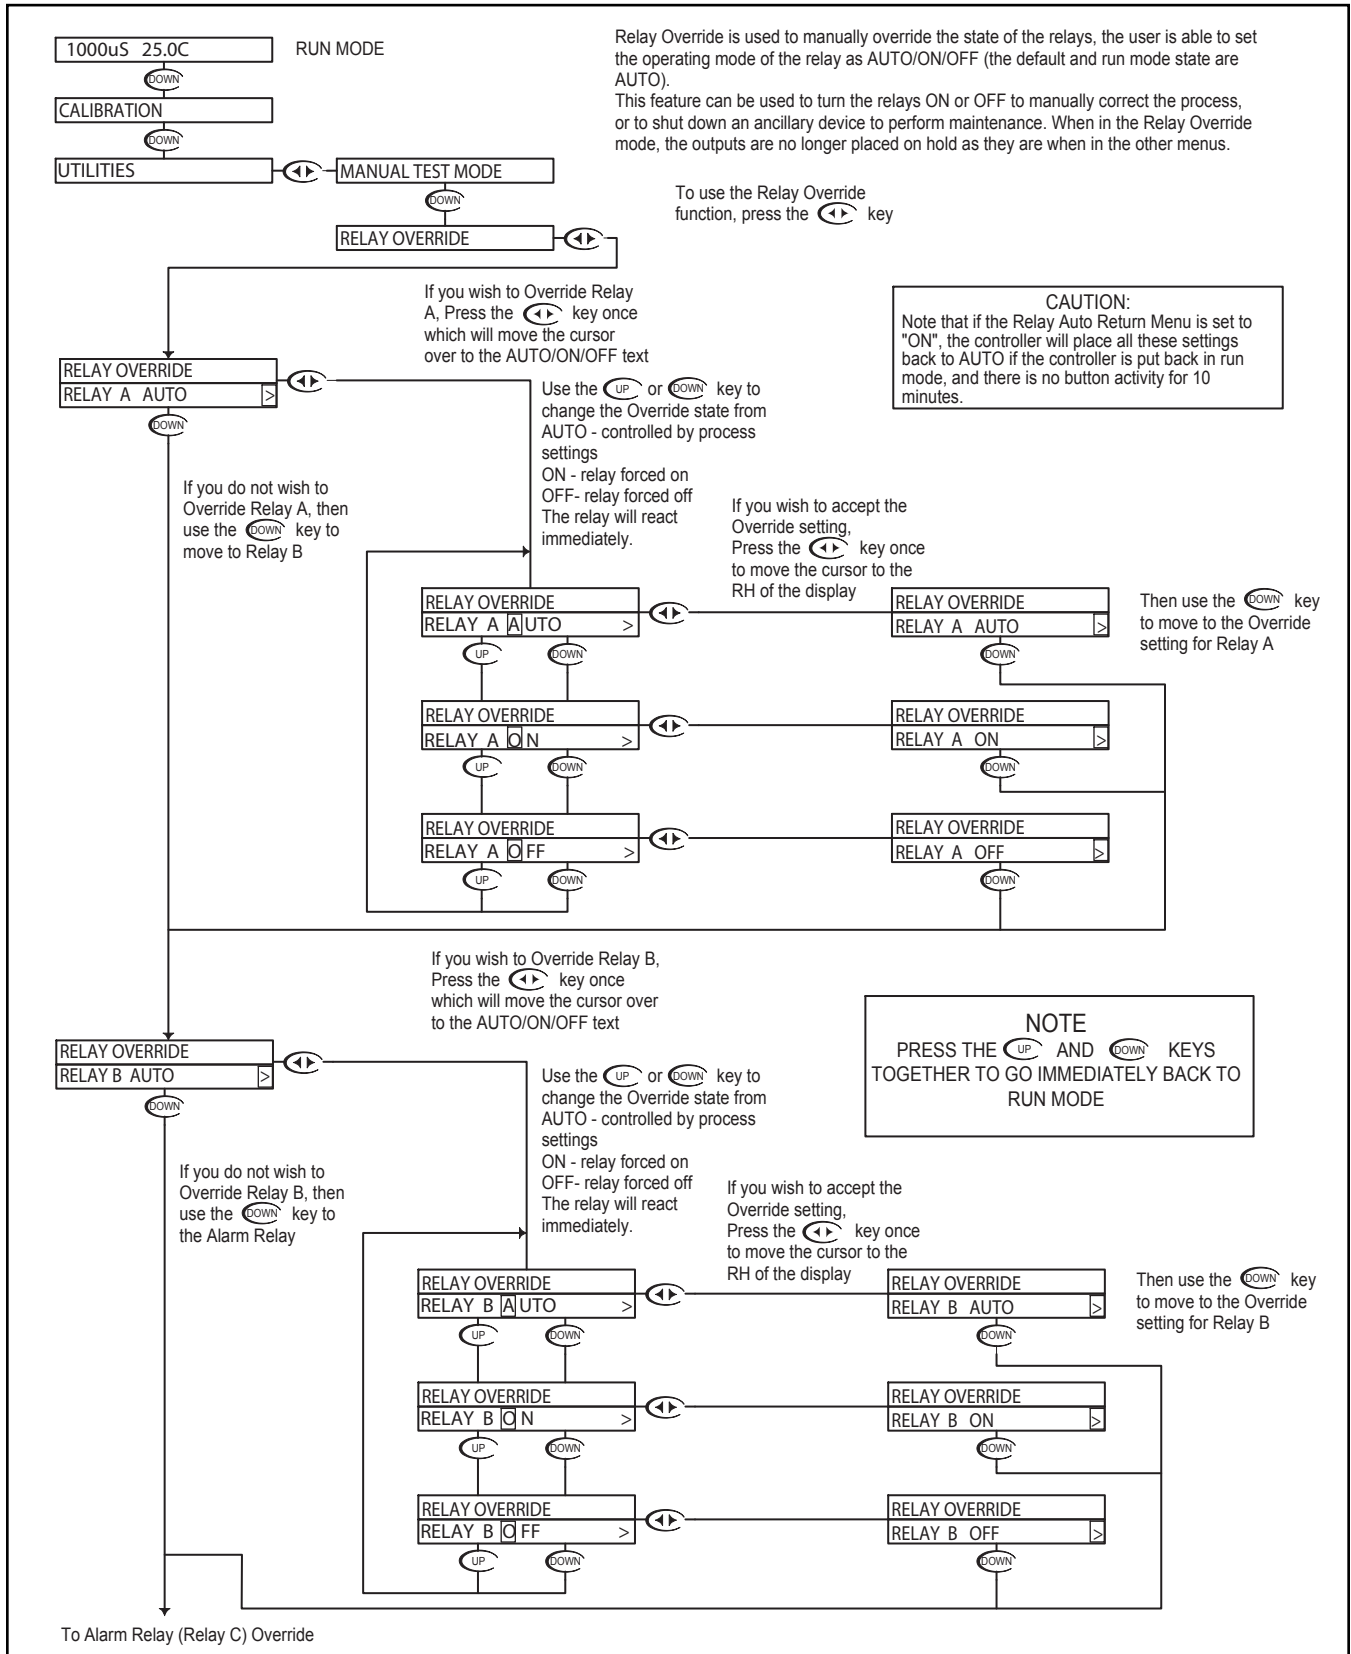 1000uS 25.0C
RUN MODE
DOWN
CALIBRATION
DOWN
UTILITIES
MANUAL TEST MODE
DOWN
RELAY OVERRIDE
Relay Override is used to manually override the state of the relays, the user is able to set
the operating mode of the relay as AUTO/ON/OFF (the default and run mode state are
AUTO).
This feature can be used to turn the relays ON or OFF to manually correct the process,
or to shut down an ancillary device to perform maintenance. When in the Relay Override
mode, the outputs are no longer placed on hold as they are when in the other menus.
To use the Relay Override
function, press the key
If you wish to Override Relay
A, Press the key once
which will move the cursor
over to the AUTO/ON/OFF text
CAUTION:
Note that if the Relay Auto Return Menu is set to
"ON", the controller will place all these settings
back to AUTO if the controller is put back in run
mode, and there is no button activity for 10
minutes.
RELAY OVERRIDE
RELAY A AUTO >
DOWN
Use the UP or DOWN key to
change the Override state from
AUTO - controlled by process
settings
ON - relay forced on
OFF- relay forced off
The relay will react
immediately.
If you do not wish to
Override Relay A, then
use the DOWN key to
move to Relay B
If you wish to accept the
Override setting,
Press the key once
to move the cursor to the
RH of the display
RELAY OVERRIDE
RELAY A AUTO >
UP DOWN
RELAY OVERRIDE
RELAY A AUTO >
DOWN
Then use the DOWN key
to move to the Override
setting for Relay A
RELAY OVERRIDE
RELAY A ON >
UP DOWN
RELAY OVERRIDE
RELAY A ON >
DOWN
RELAY OVERRIDE
RELAY A OFF >
UP DOWN
RELAY OVERRIDE
RELAY A OFF >
DOWN
If you wish to Override Relay B,
Press the key once
which will move the cursor over
to the AUTO/ON/OFF text
NOTE
PRESS THE UP AND DOWN KEYS
TOGETHER TO GO IMMEDIATELY BACK TO
RUN MODE
RELAY OVERRIDE
RELAY B AUTO >
DOWN
Use the UP or DOWN key to
change the Override state from
AUTO - controlled by process
settings
ON - relay forced on
OFF- relay forced off
The relay will react
immediately.
If you do not wish to
Override Relay B, then
use the DOWN key to
the Alarm Relay
If you wish to accept the
Override setting,
Press the key once
to move the cursor to the
RH of the display
RELAY OVERRIDE
RELAY B AUTO >
UP DOWN
RELAY OVERRIDE
RELAY B AUTO >
DOWN
Then use the DOWN key
to move to the Override
setting for Relay B
RELAY OVERRIDE
RELAY B ON >
UP DOWN
RELAY OVERRIDE
RELAY B ON >
DOWN
RELAY OVERRIDE
RELAY B OFF >
UP DOWN
RELAY OVERRIDE
RELAY B OFF >
DOWN
To Alarm Relay (Relay C) Override